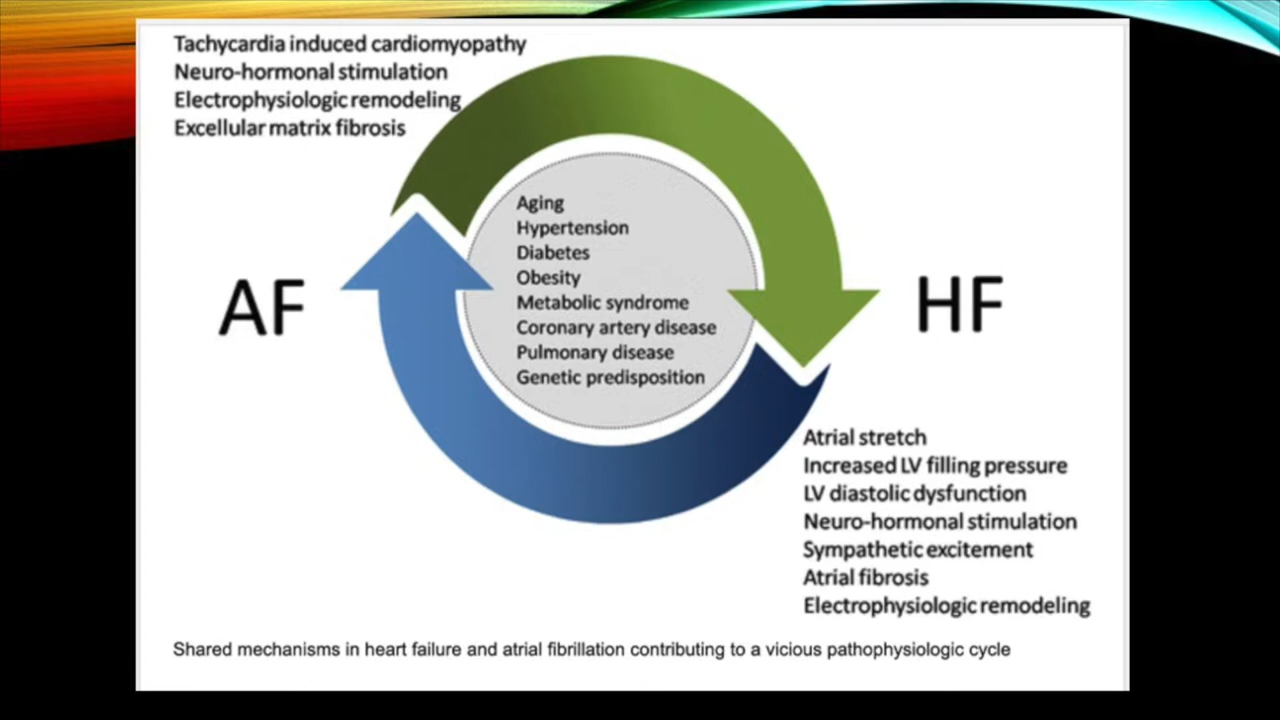 Tachycardia induced cardiomyopathy
Neuro-hormonal stimulation
Electrophysiologic remodeling
Excellular matrix fibrosis
Aging
Hypertension
Diabetes
Obesity
Metabolic syndrome
Coronary artery disease
Pulmonary disease
Genetic predisposition
AF
HF
Atrial stretch
Increased LV filling pressure
LV diastolic dysfunction
Neuro-hormonal stimulation
Sympathetic excitement
Atrial fibrosis
Electrophysiologic remodeling
Shared mechanisms in heart failure and atrial fibrillation contributing to a vicious pathophysiologic cycle